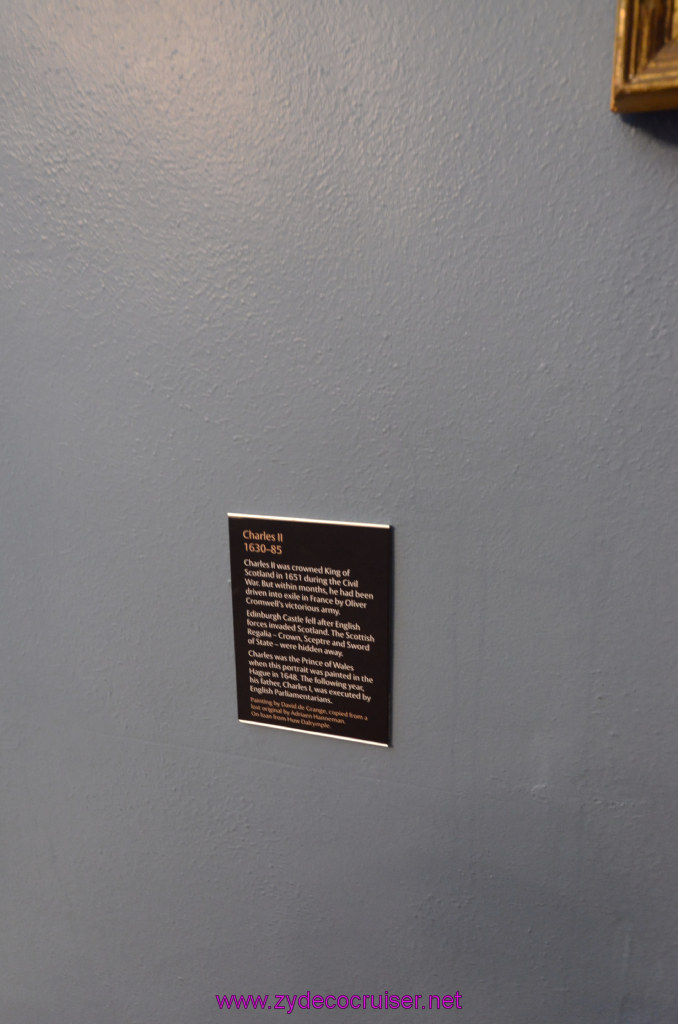 Charles II
1630–85
Charles II was crowned King of
Scotland in 1651 during the Civil
War. But within months, he had been
driven into exile in France by Oliver
Cromwell's victorious army.
Edinburgh Castle fell after English
forces invaded Scotland. The Scottish
Regalia – Crown, Sceptre and Sword
of State – were hidden away.
Charles was the Prince of Wales
when this portrait was painted in the
Hague in 1648. The following year,
his father, Charles I, was executed by
English Parliamentarians.
Painting by David de Grange, copied from a
lost original by Adriaen Hanneman.
On loan from Hew Dalrymple.
www.zydecocruiser.net